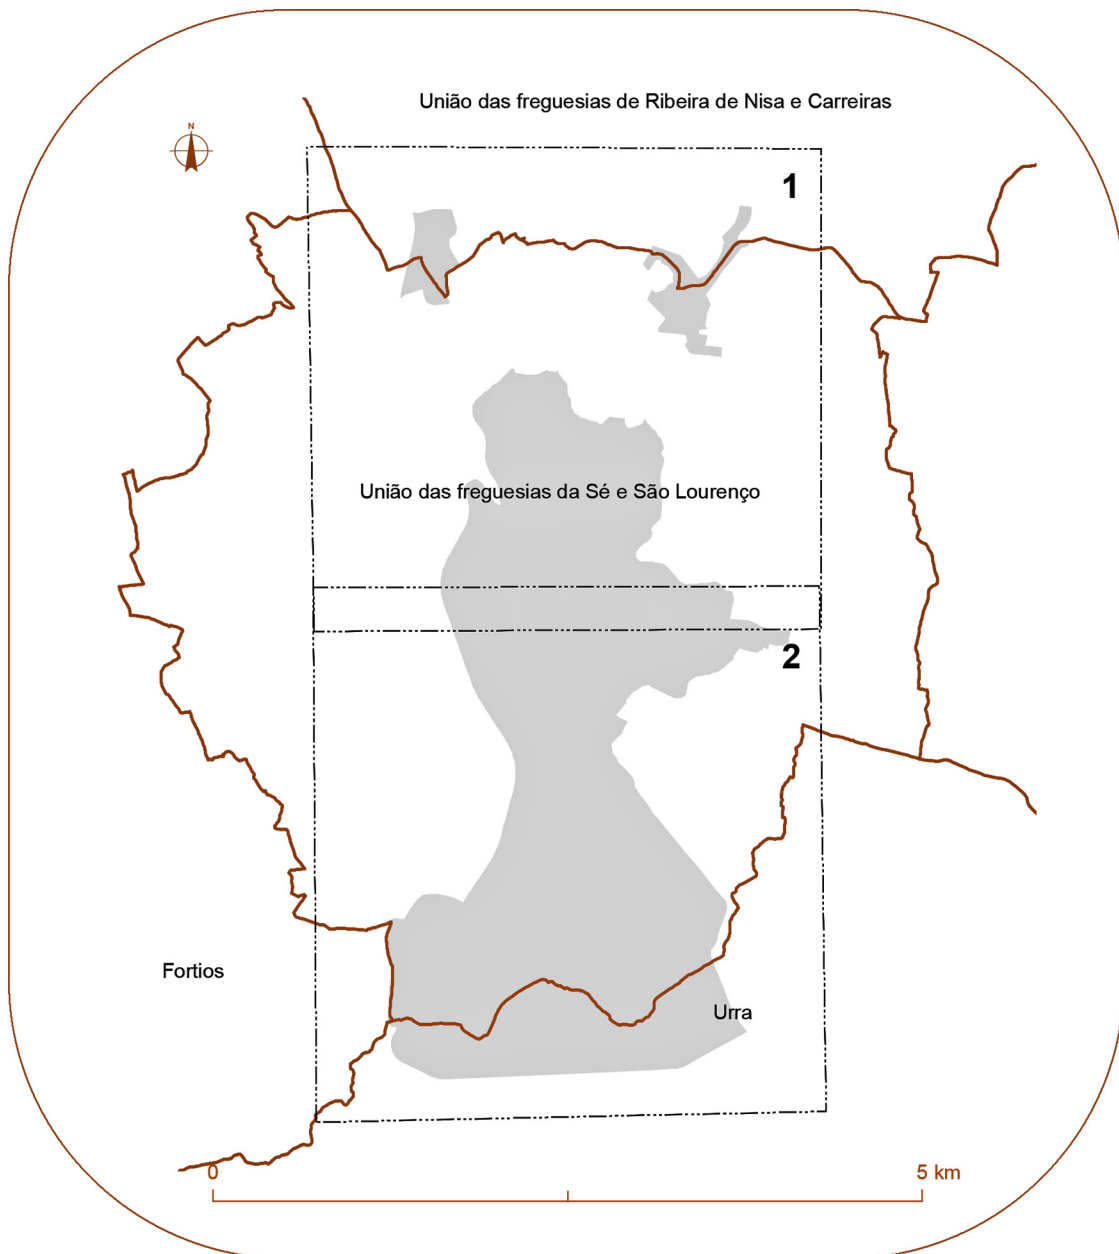 União das freguesias de Ribeira de Nisa e Carreiras
N
1
União das freguesias da Sé e São Lourenço
2
Fortios
Urra
0
5 km